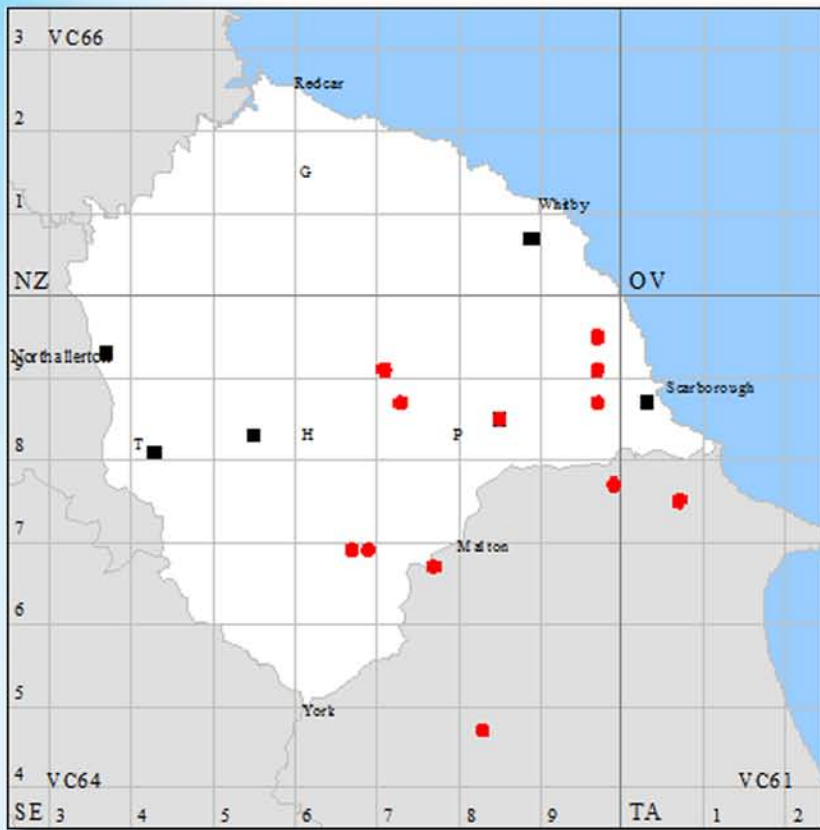 3 VC66
Redcar
2
G
1
Whitby
NZ
OV
Northallerton
9
Scarborough
T
H
P
8
7
Malton
6
5
York
4
VC64
VC61
SE 3 4 5 6 7 8 9 TA 1 2